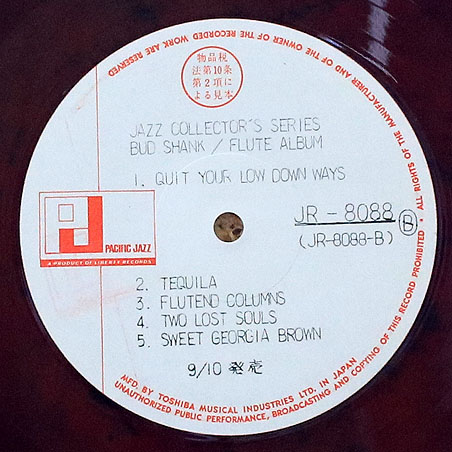 ALL RIGHTS OF THE MANUFACTURER AND OF THE OWNER OF THE RECORDED WORK ARE RESERVED
物品税
法第10条
第2項に
よる見本
JAZZ COLLECTOR'S SERIES
BUD SHANK / FLUTE ALBUM
1. QUIT YOUR LOW DOWN WAYS
PJ
PACIFIC JAZZ
A PRODUCT OF LIBERTY RECORDS
JR - 8088 B
(JR-8088-B)
2. TEQUILA
3. FLUTEND COLUMNS
4. TWO LOST SOULS
5. SWEET GEORGIA BROWN
9/10 発売
MFD. BY TOSHIBA MUSICAL INDUSTRIES LTD. IN JAPAN
UNAUTHORIZED PUBLIC PERFORMANCE, BROADCASTING AND COPYING OF THIS RECORD PROHIBITED •